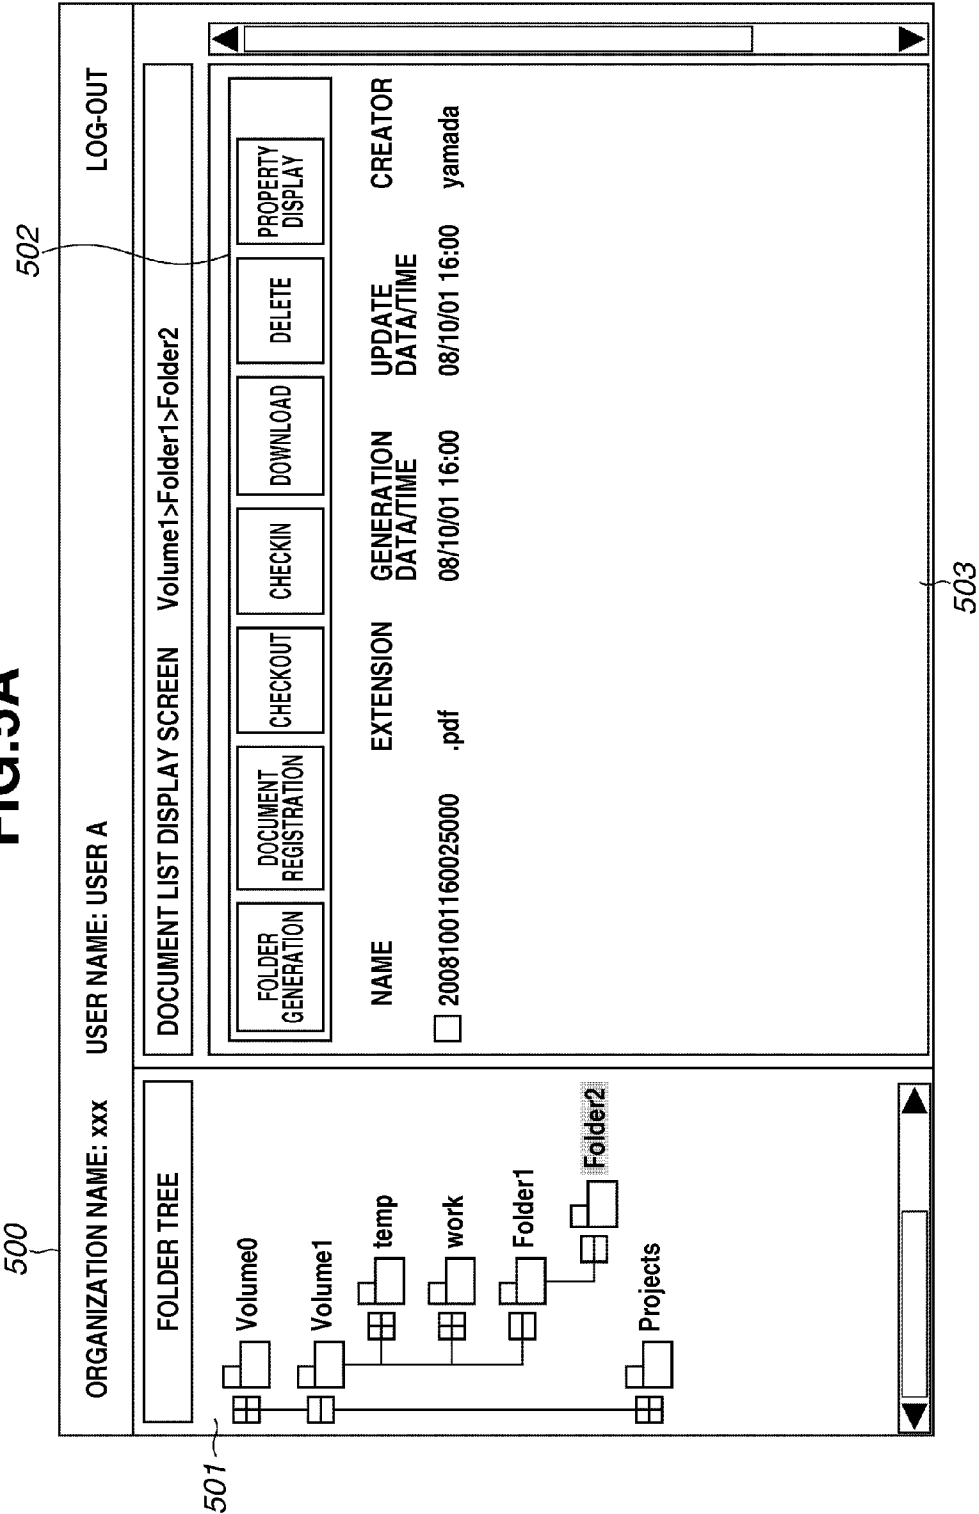 FIG.5A
500
ORGANIZATION NAME: xxx USER NAME: USER A LOG-OUT
502
FOLDER TREE
DOCUMENT LIST DISPLAY SCREEN Volume1>Folder1>Folder2
501
Volume0
Volume1
temp
work
Folder1
Folder2
Projects
FOLDER
GENERATION
DOCUMENT
REGISTRATION
CHECKOUT
CHECKIN
DOWNLOAD
DELETE
PROPERTY
DISPLAY
NAME
EXTENSION
GENERATION
DATA/TIME
UPDATE
DATA/TIME
CREATOR
20081001160025000 .pdf 08/10/01 16:00 08/10/01 16:00 yamada
503